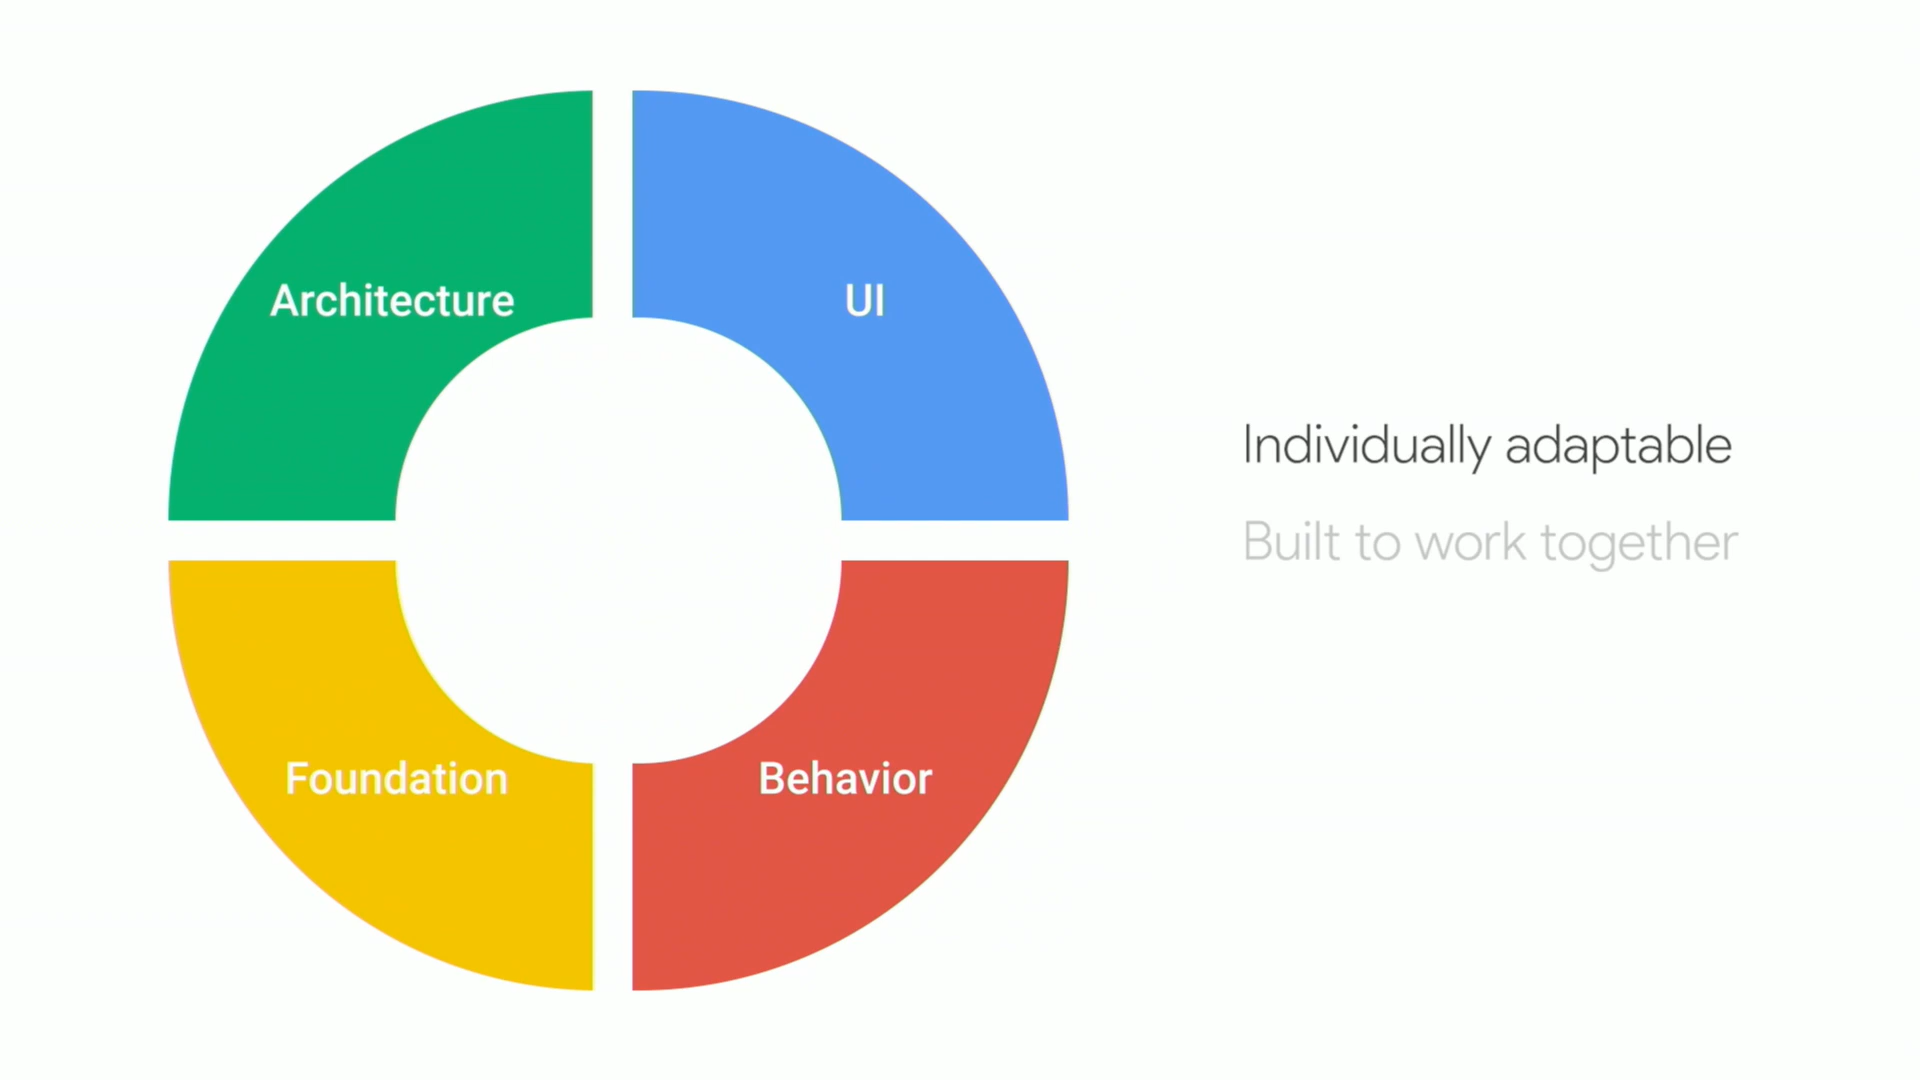 Architecture
UI
Individually adaptable
Built to work together
Foundation
Behavior